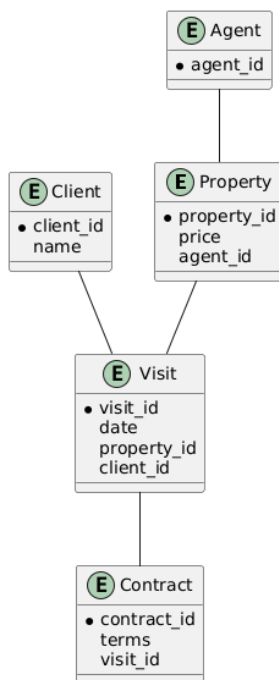 E Agent
• agent_id
E Client
• client_id
name
E Property
• property_id
price
agent_id
E Visit
• visit_id
date
property_id
client_id
E Contract
• contract_id
terms
visit_id